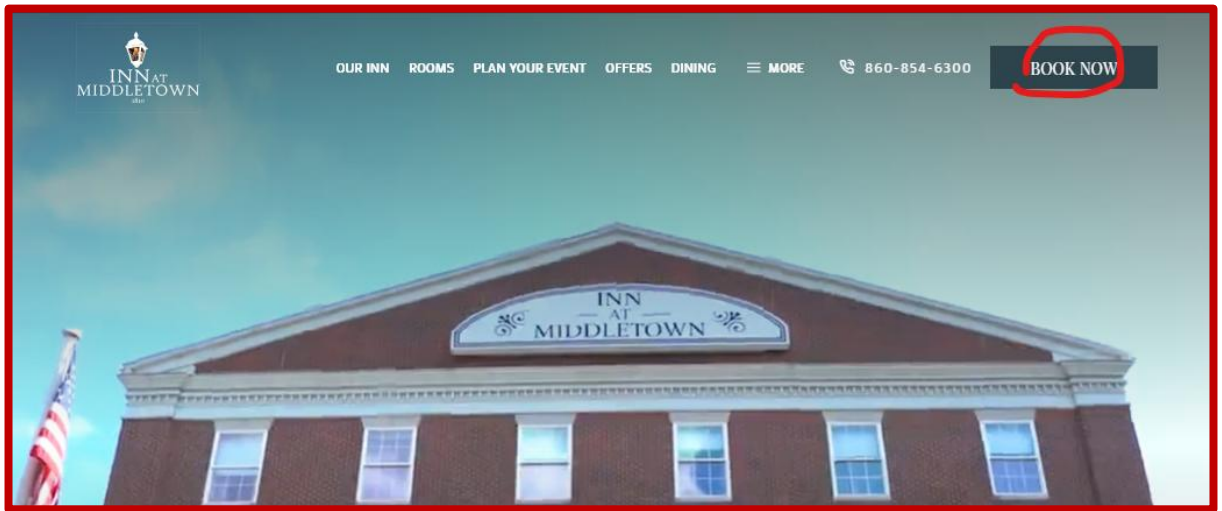 INN AT
MIDDLETOWN
1810
OUR INN ROOMS PLAN YOUR EVENT OFFERS DINING MORE 860-854-6300 BOOK NOW
INN
AT
MIDDLETOWN